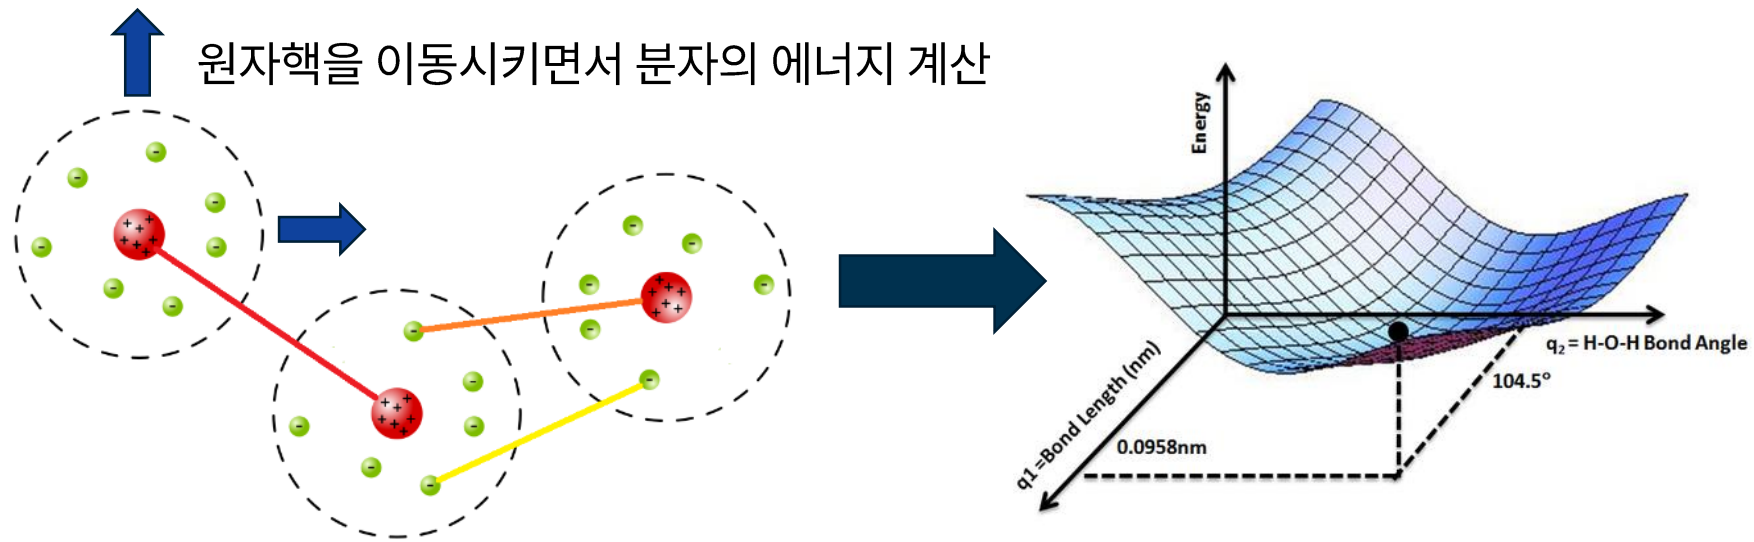 원자핵을 이동시키면서 분자의 에너지 계산
Energy
q₂ = H-O-H Bond Angle
104.5°
q1 =Bond Length (nm)
0.0958nm